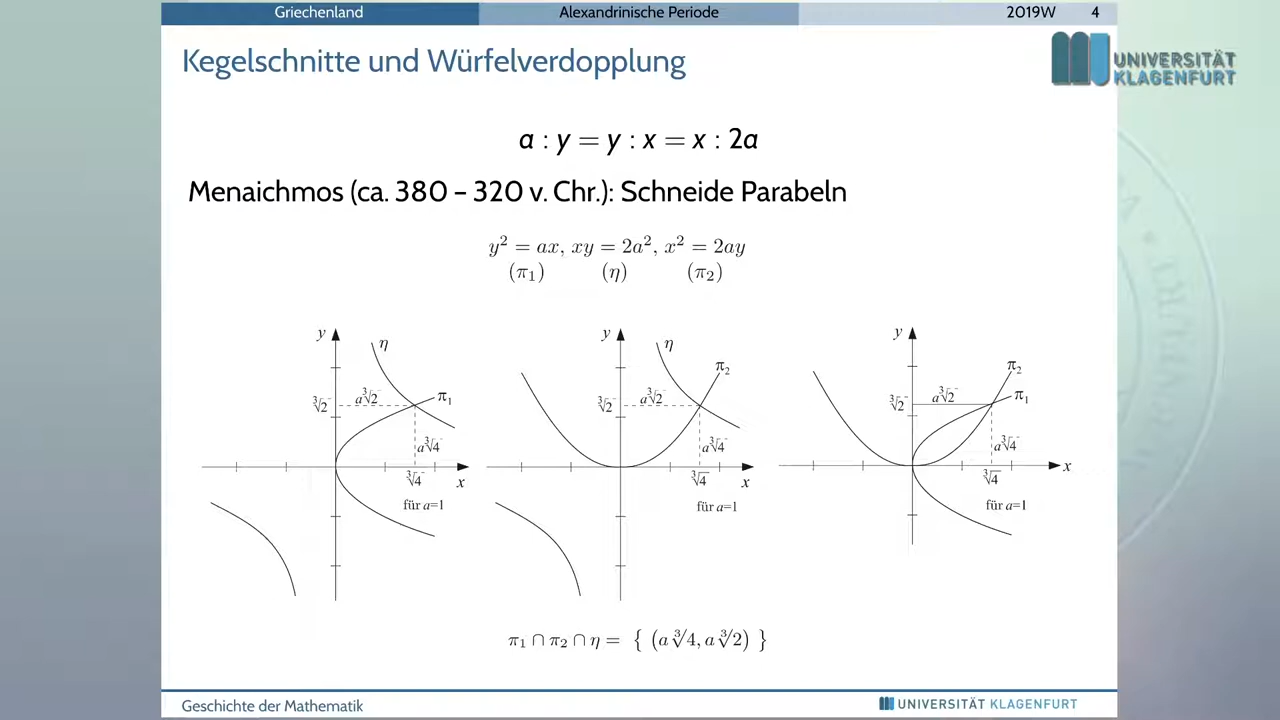 Griechenland Alexandrinische Periode 2019W 4
Kegelschnitte und Würfelverdopplung
UNIVERSITÄT
KLAGENFURT
a : y = y : x = x : 2a
Menaichmos (ca. 380 – 320 v. Chr.): Schneide Parabeln
y² = ax, xy = 2a², x² = 2ay
(π₁) (η) (π₂)
y η π₁ ∛2 a∛2 a∛4 ∛4 x für a=1
y η π₂ ∛2 a∛2 a∛4 ∛4 x für a=1
y π₂ π₁ ∛2 a∛2 a∛4 ∛4 x für a=1
π₁ ∩ π₂ ∩ η = { (a∛4, a∛2) }
Geschichte der Mathematik UNIVERSITÄT KLAGENFURT